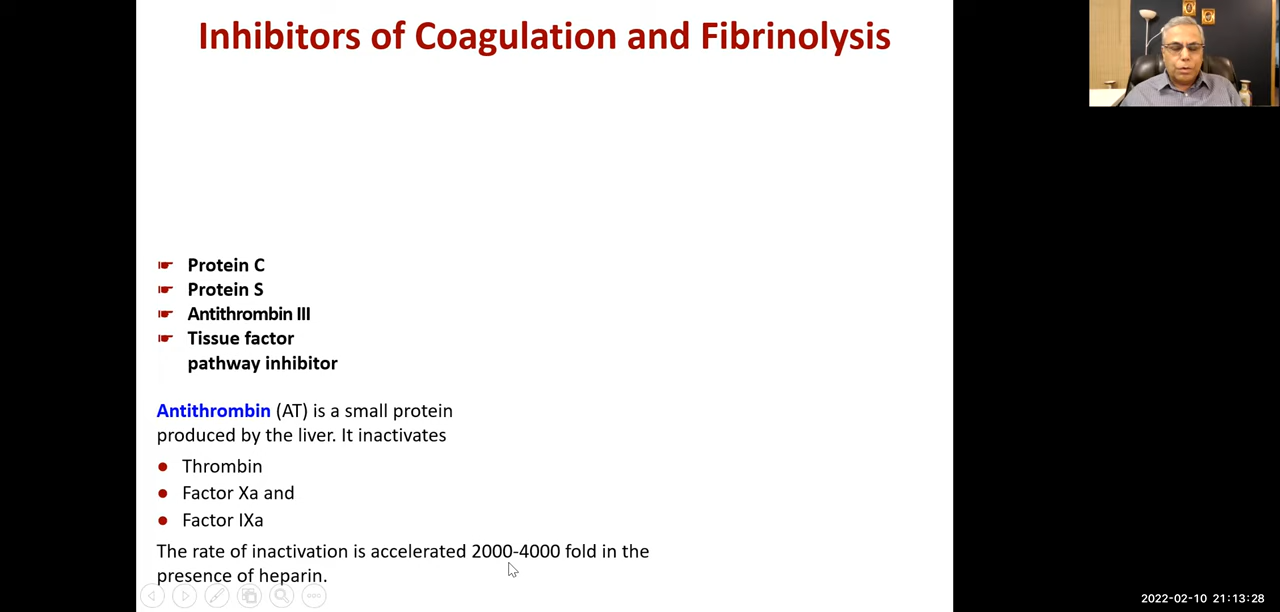 Inhibitors of Coagulation and Fibrinolysis
Protein C
Protein S
Antithrombin III
Tissue factor
pathway inhibitor
Antithrombin (AT) is a small protein
produced by the liver. It inactivates
Thrombin
Factor Xa and
Factor IXa
The rate of inactivation is accelerated 2000-4000 fold in the
presence of heparin.
2022-02-10 21:13:28